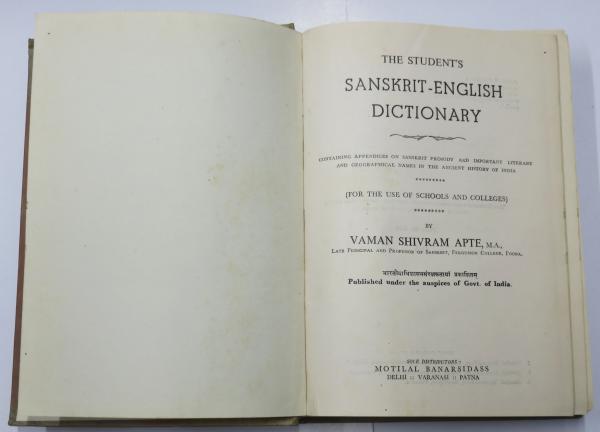 THE STUDENT'S
SANSKRIT-ENGLISH
DICTIONARY
CONTAINING APPENDICES ON SANSKRIT PROSODY AND IMPORTANT LITERARY
AND GEOGRAPHICAL NAMES IN THE ANCIENT HISTORY OF INDIA
*********
(FOR THE USE OF SCHOOLS AND COLLEGES)
*********
BY
VAMAN SHIVRAM APTE, M.A.,
LATE PRINCIPAL AND PROFESSOR OF SANSKRIT, FERGUSSON COLLEGE, POONA.
प्रकाशितम्
Published under the auspices of Govt. of India.
SOLE DISTRIBUTORS :
MOTILAL BANARSIDASS
DELHI :: VARANASI :: PATNA